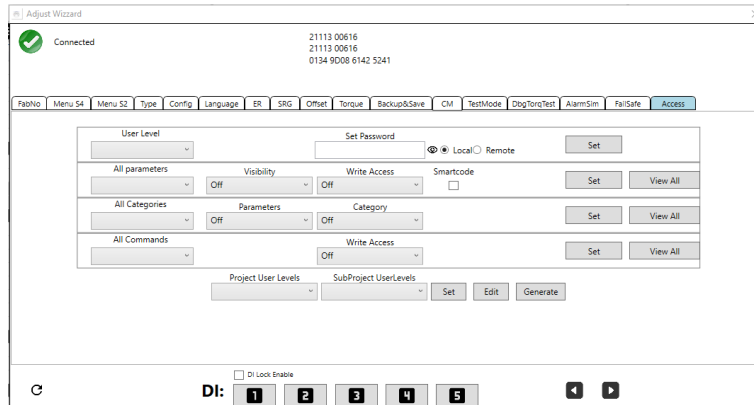 Adjust Wizzard
Connected
21113 00616
21113 00616
0134 9D08 6142 5241
FabNo Menu S4 Menu S2 Type Config Language ER SRG Offset Torque Backup&Save CM TestMode DbgTorqTest AlarmSim FailSafe Access
User Level Set Password
Local Remote Set
All parameters Visibility Write Access Smartcode
Off Off Set View All
All Categories Parameters Category
Off Off Set View All
All Commands Write Access
Off Set View All
Project User Levels SubProject UserLevels
Set Edit Generate
DI Lock Enable
DI: 1 2 3 4 5